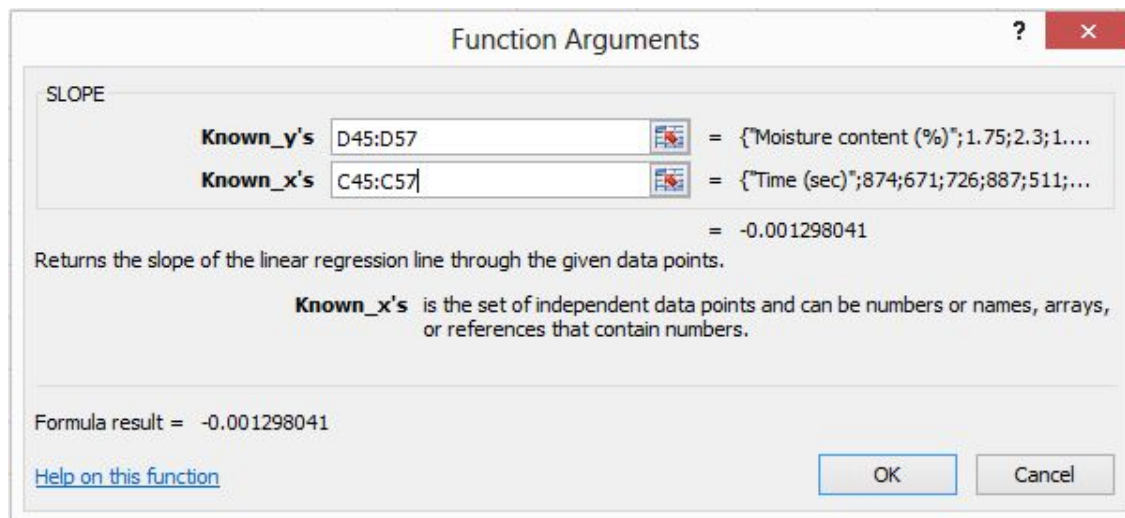 Function Arguments
?
×
SLOPE
Known_y's D45:D57 = {"Moisture content (%)";1.75;2.3;1....
Known_x's C45:C57 = {"Time (sec)";874;671;726;887;511;...
= -0.001298041
Returns the slope of the linear regression line through the given data points.
Known_x's is the set of independent data points and can be numbers or names, arrays,
or references that contain numbers.
Formula result = -0.001298041
Help on this function
OK Cancel